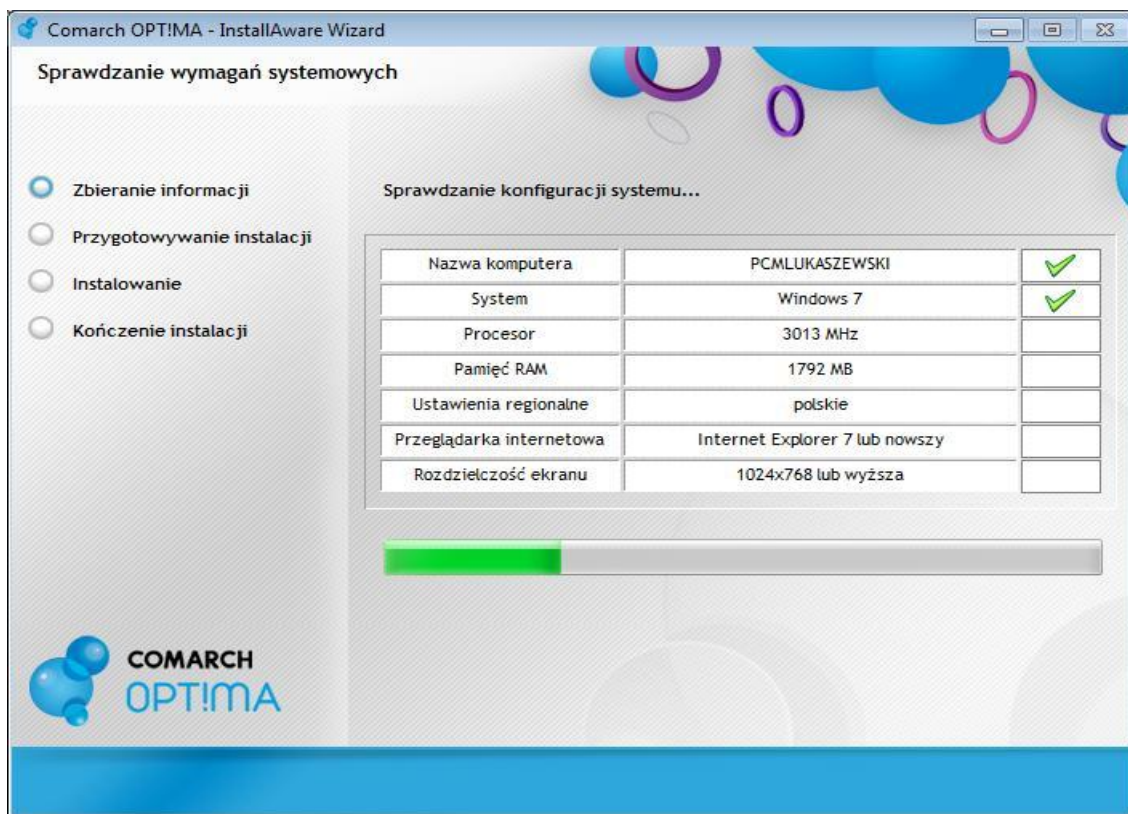 Comarch OPT!MA - InstallAware Wizard
Sprawdzanie wymagań systemowych
Zbieranie informacji
Przygotowywanie instalacji
Instalowanie
Kończenie instalacji
Sprawdzanie konfiguracji systemu...
Nazwa komputera PCMLUKASZEWSKI
System Windows 7
Procesor 3013 MHz
Pamięć RAM 1792 MB
Ustawienia regionalne polskie
Przeglądarka internetowa Internet Explorer 7 lub nowszy
Rozdzielczość ekranu 1024x768 lub wyższa
COMARCH
OPT!MA